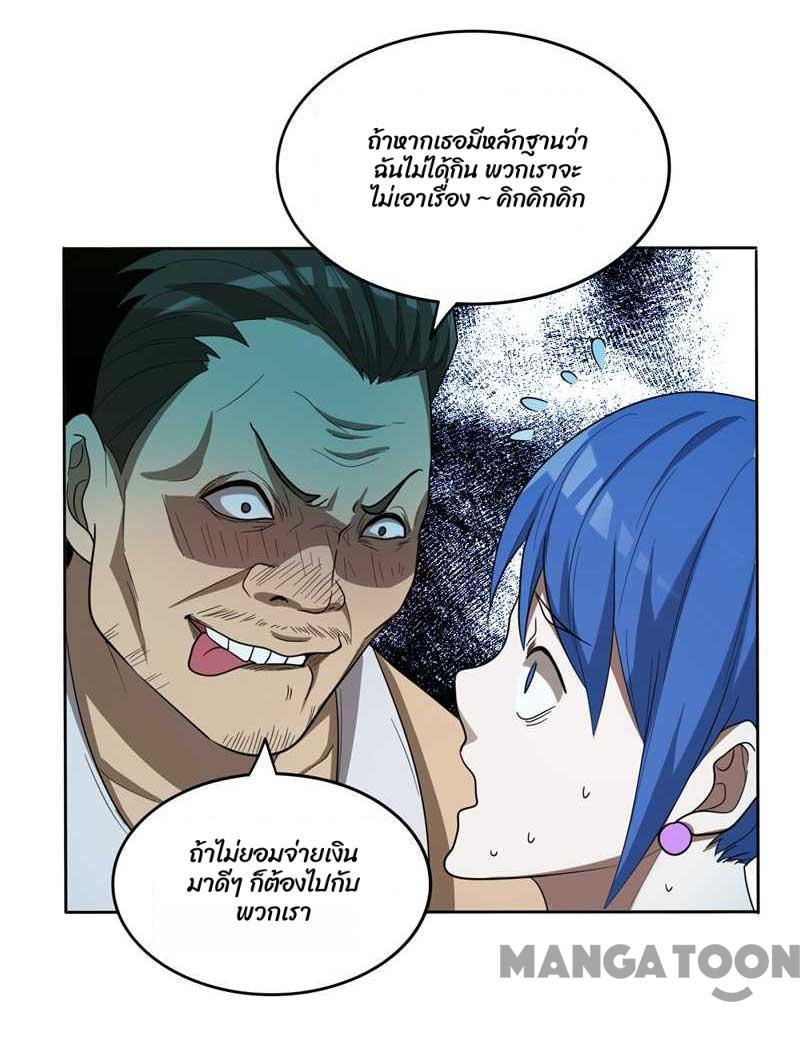 ถ้าหากเธอมีหลักฐานว่า
ฉันไม่ได้กิน พวกเราจะ
ไม่เอาเรื่อง ~ คิกคิกคิก
ถ้าไม่ยอมจ่ายเงิน
มาดีๆ ก็ต้องไปกับ
พวกเรา
MANGATOON